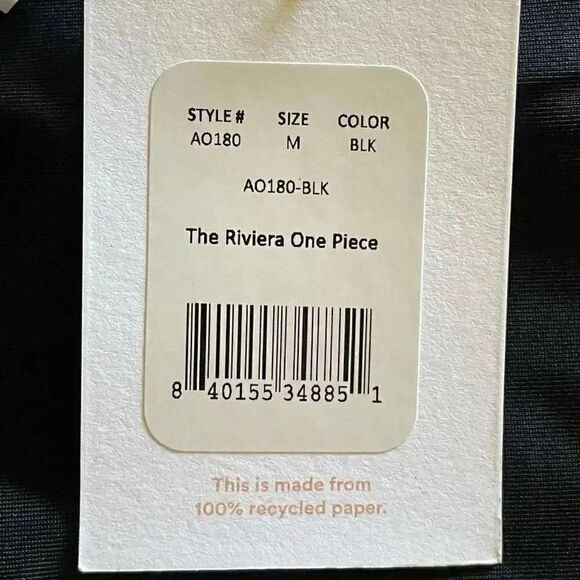 STYLE # SIZE COLOR
AO180 M BLK
AO180-BLK
The Riviera One Piece
8 40155 34885 1
This is made from
100% recycled paper.